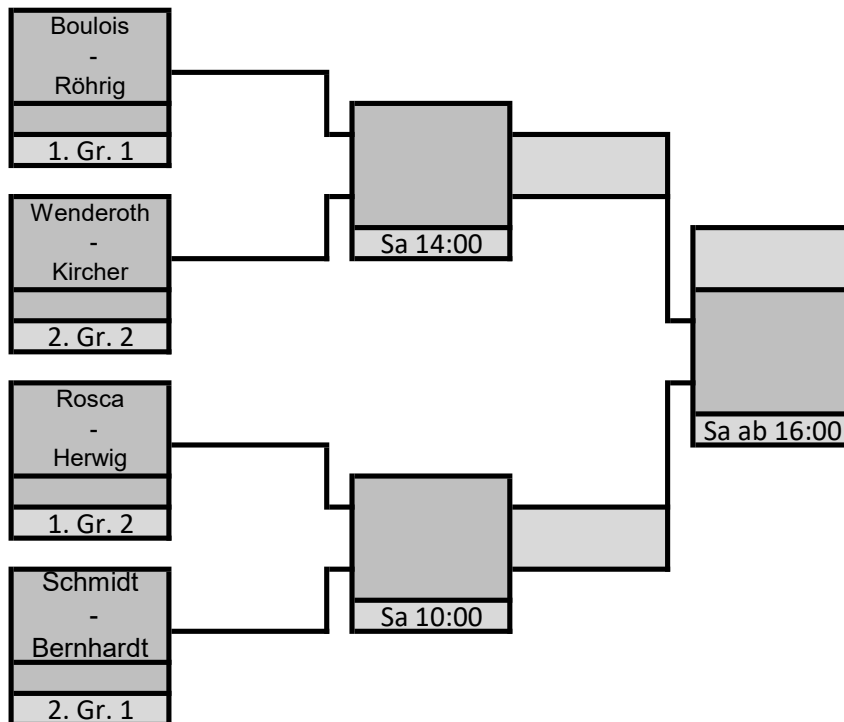 Boulois
-
Röhrig
1. Gr. 1
Wenderoth
-
Kircher
2. Gr. 2
Sa 14:00
Rosca
-
Herwig
1. Gr. 2
Sa ab 16:00
Schmidt
-
Bernhardt
2. Gr. 1
Sa 10:00